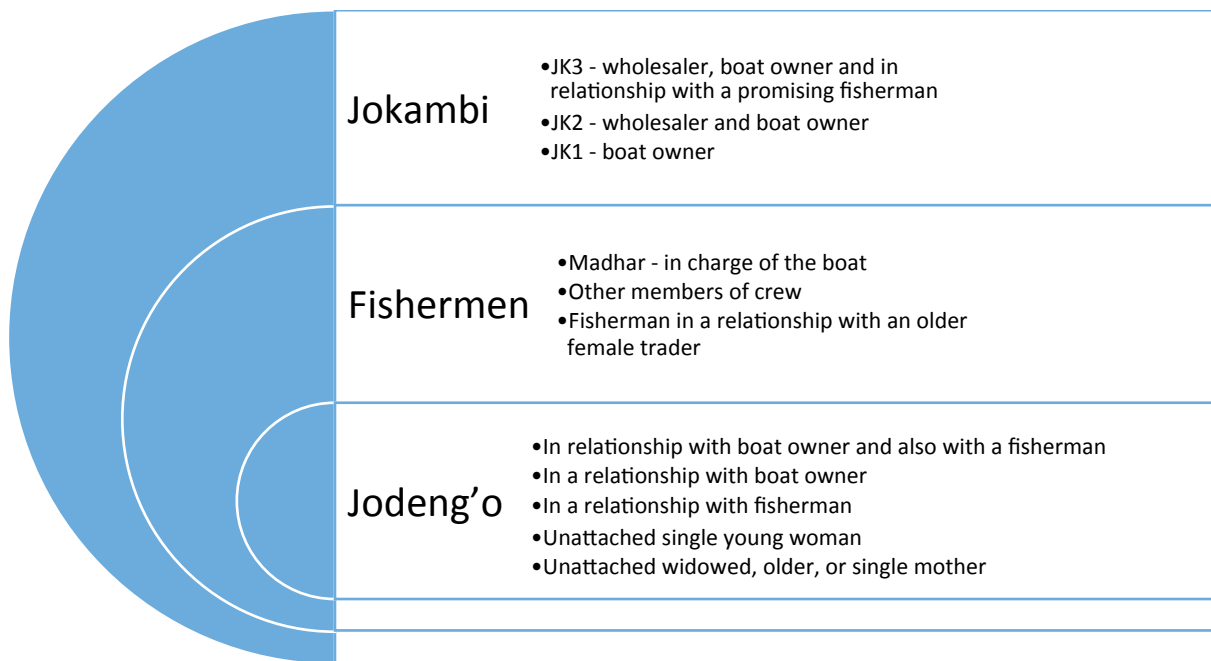 Jokambi
•JK3 - wholesaler, boat owner and in
relationship with a promising fisherman
•JK2 - wholesaler and boat owner
•JK1 - boat owner
Fishermen
•Madhar - in charge of the boat
•Other members of crew
•Fisherman in a relationship with an older
female trader
Jodeng’o
•In relationship with boat owner and also with a fisherman
•In a relationship with boat owner
•In a relationship with fisherman
•Unattached single young woman
•Unattached widowed, older, or single mother